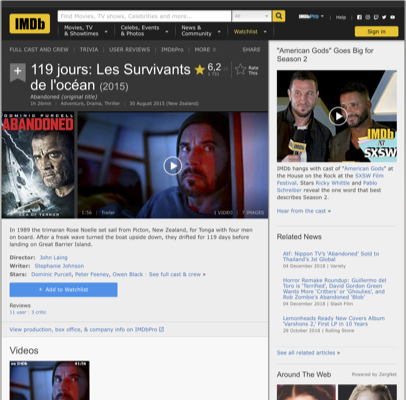 IMDb
Find Movies, TV shows, Celebrities and more...
All
Movies, TV & Showtimes
Celebs, Events & Photos
News & Community
Watchlist
IMDbPro
Help
Sign in
FULL CAST AND CREW | TRIVIA | USER REVIEWS | IMDbPro | MORE
SHARE
119 jours: Les Survivants de l'océan (2015)
Abandoned (original title)
1h 26min | Adventure, Drama, Thriller | 30 August 2015 (New Zealand)
6,2
Rate This
DOMINIC PURCELL
ABANDONED
1:56 | Trailer
1 VIDEO | 7 IMAGES
In 1989 the trimaran Rose Noelle set sail from Picton, New Zealand, for Tonga with four men
on board. After a freak wave turned the boat upside down, they drifted for 119 days before
landing on Great Barrier Island.
Director: John Laing
Writer: Stephanie Johnson
Stars: Dominic Purcell, Peter Feeney, Owen Black | See full cast & crew »
+ Add to Watchlist
Reviews
11 user | 3 critic
View production, box office, & company info on IMDbPro
Videos
"American Gods" Goes Big for
Season 2
IMDb
AT
SXSW
IMDb hangs with cast of "American Gods" at
the House on the Rock at the SXSW Film
Festival. Stars Ricky Whittle and Pablo
Schreiber reveal the one word that best
describes Season 2.
Hear from the cast »
Related News
Alf: Nippon TV's 'Abandoned' Sold to
Thailand's Jsl Global
04 December 2018 | Variety
Horror Remake Roundup: Guillermo del
Toro is 'Terrified', David Gordon Green
Wants More 'Critters' or 'Ghoulies', and
Rob Zombie's Abandoned 'Blob'
04 December 2018 | Slash Film
Lemonheads Ready New Covers Album
'Varshons 2,' First LP in 10 Years
29 October 2018 | Rolling Stone
See all related articles »
Around The Web
Powered by ZergNet